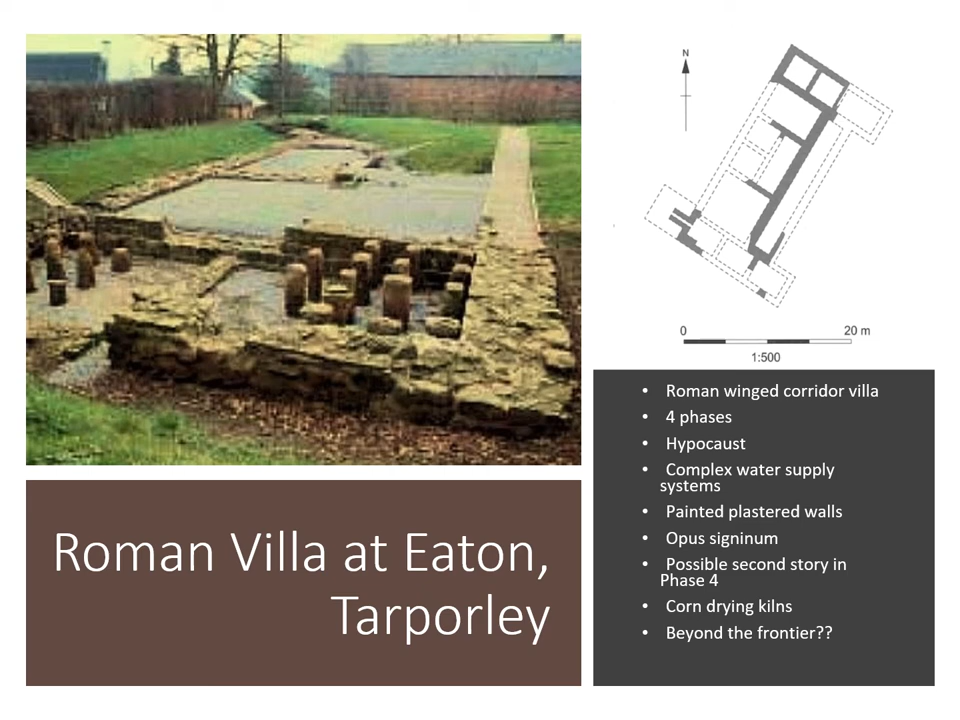 N
0 20 m
1:500
• Roman winged corridor villa
• 4 phases
• Hypocaust
• Complex water supply
systems
• Painted plastered walls
• Opus signinum
• Possible second story in
Phase 4
• Corn drying kilns
• Beyond the frontier??
Roman Villa at Eaton,
Tarporley